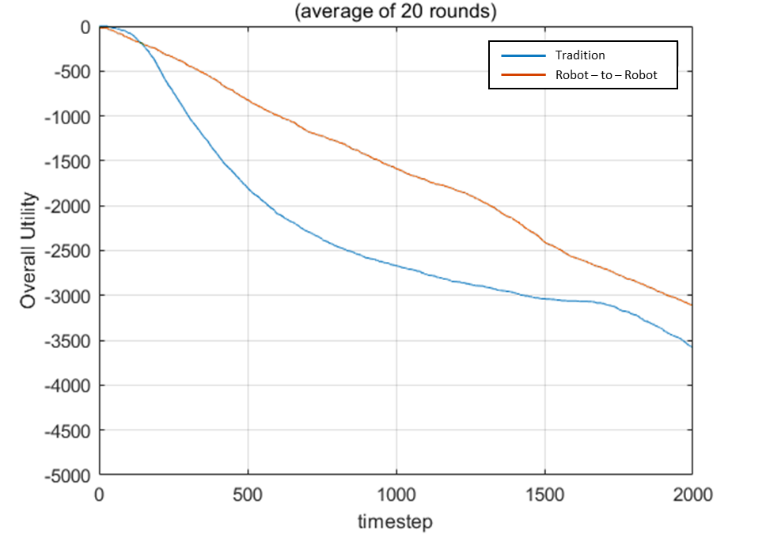 (average of 20 rounds)
Tradition
Robot – to – Robot
0
-500
-1000
-1500
-2000
-2500
-3000
-3500
-4000
-4500
-5000
Overall Utility
0 500 1000 1500 2000
timestep